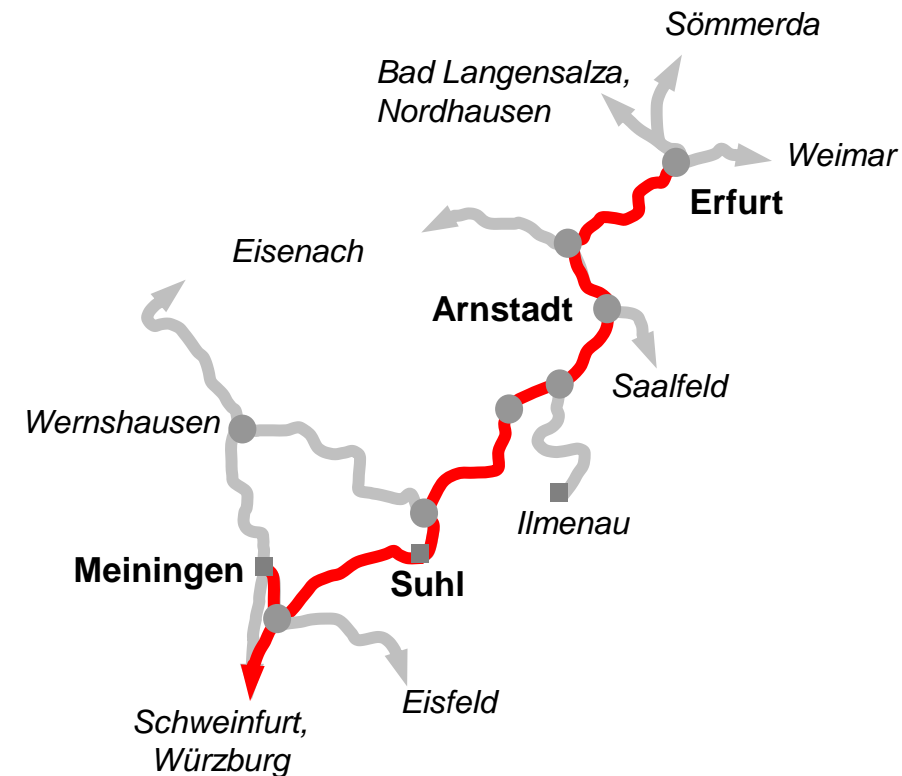 Sömmerda
Bad Langensalza,
Nordhausen
Weimar
Erfurt
Eisenach
Arnstadt
Saalfeld
Wernshausen
Ilmenau
Meiningen
Suhl
Eisfeld
Schweinfurt,
Würzburg